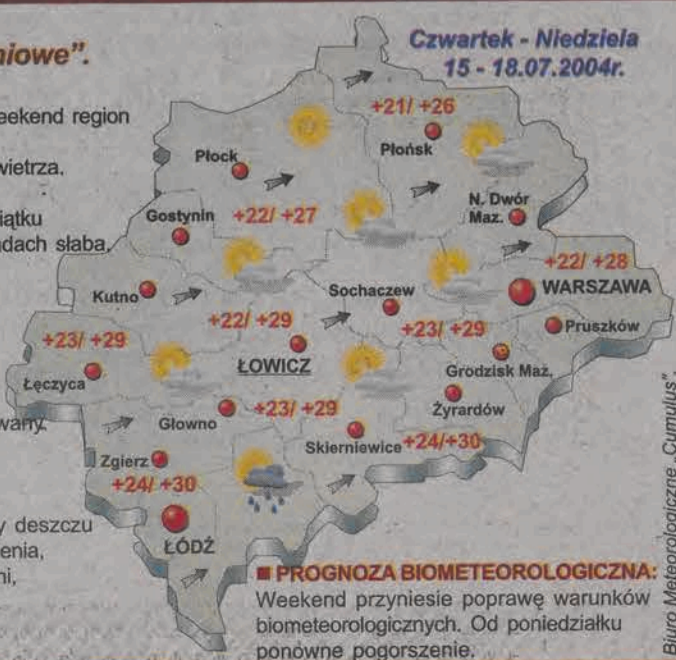 niowe”.
eekend region
wietrza.
iątku
adach słaba,
wany.
y deszczu
enia,
ni,
Czwartek - Niedziela
15 - 18.07.2004r.
+21/ +26
Płońsk
Płock
N. Dwór
Maz.
Gostynin
+22/ +27
+22/ +28
WARSZAWA
Kutno
Sochaczew
Pruszków
+22/ +29
+23/ +29
+23/ +29
ŁOWICZ
Grodzisk Maz.
Łęczyca
Żyrardów
+23/ +29
Głowno
Skierniewice
+24/+30
Zgierz
+24/ +30
ŁÓDŹ
■ PROGNOZA BIOMETEOROLOGICZNA:
Weekend przyniesie poprawę warunków
biometeorologicznych. Od poniedziałku
ponówne pogorszenie.
Biuro Meteorologiczne „Cumulus”.